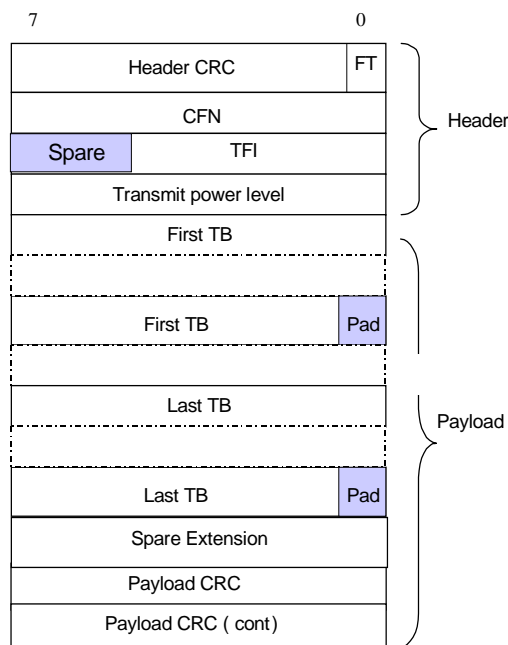 7 0
Header CRC FT
CFN
Header
Spare TFI
Transmit power level
First TB
First TB Pad
Last TB
Payload
Last TB Pad
Spare Extension
Payload CRC
Payload CRC ( cont)